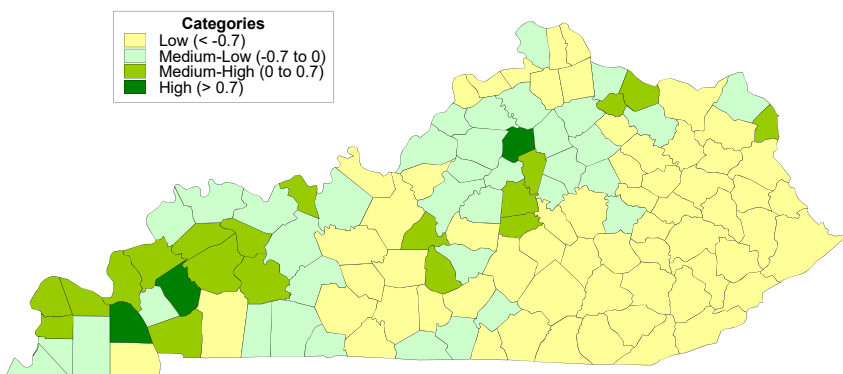 Categories
Low (< -0.7)
Medium-Low (-0.7 to 0)
Medium-High (0 to 0.7)
High (> 0.7)